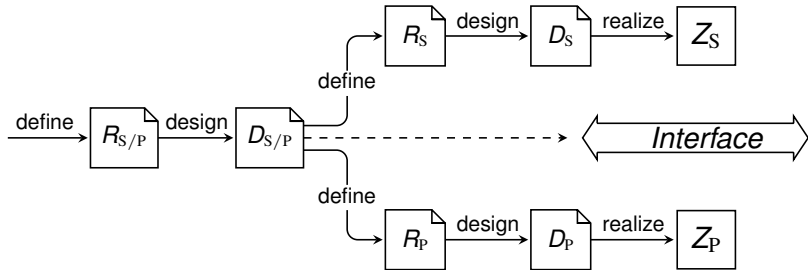 R_S design D_S realize Z_S
define
define R_S/P design D_S/P Interface
define
R_P design D_P realize Z_P